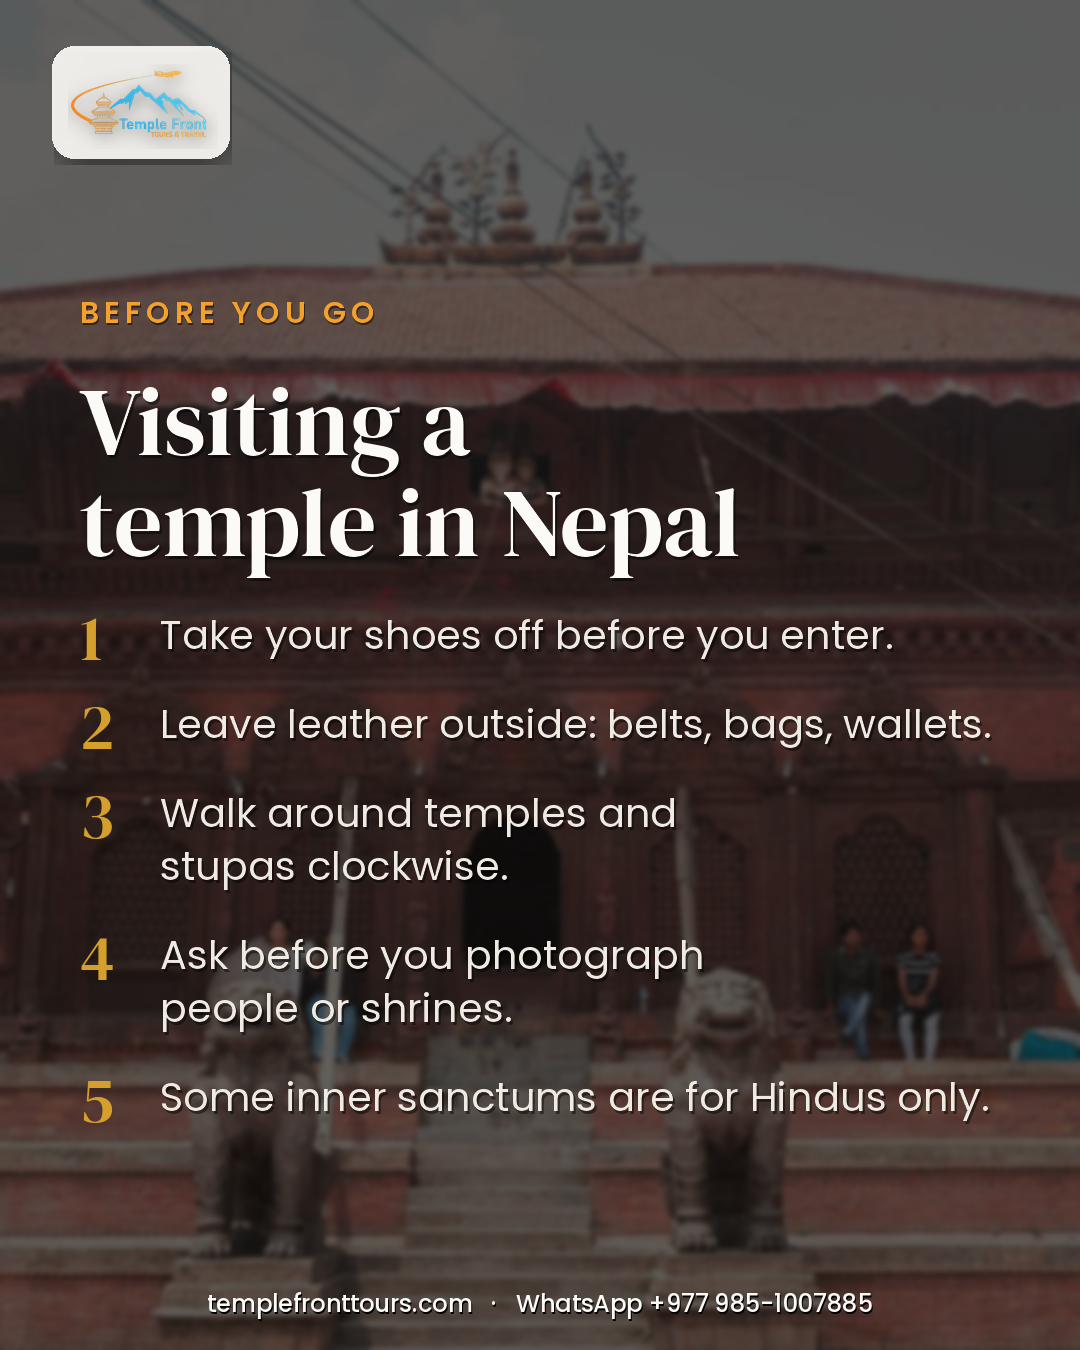 Temple Front
TOURS & TRAVEL
BEFORE YOU GO
Visiting a
temple in Nepal
1 Take your shoes off before you enter.
2 Leave leather outside: belts, bags, wallets.
3 Walk around temples and
stupas clockwise.
4 Ask before you photograph
people or shrines.
5 Some inner sanctums are for Hindus only.
templefronttours.com · WhatsApp +977 985-1007885